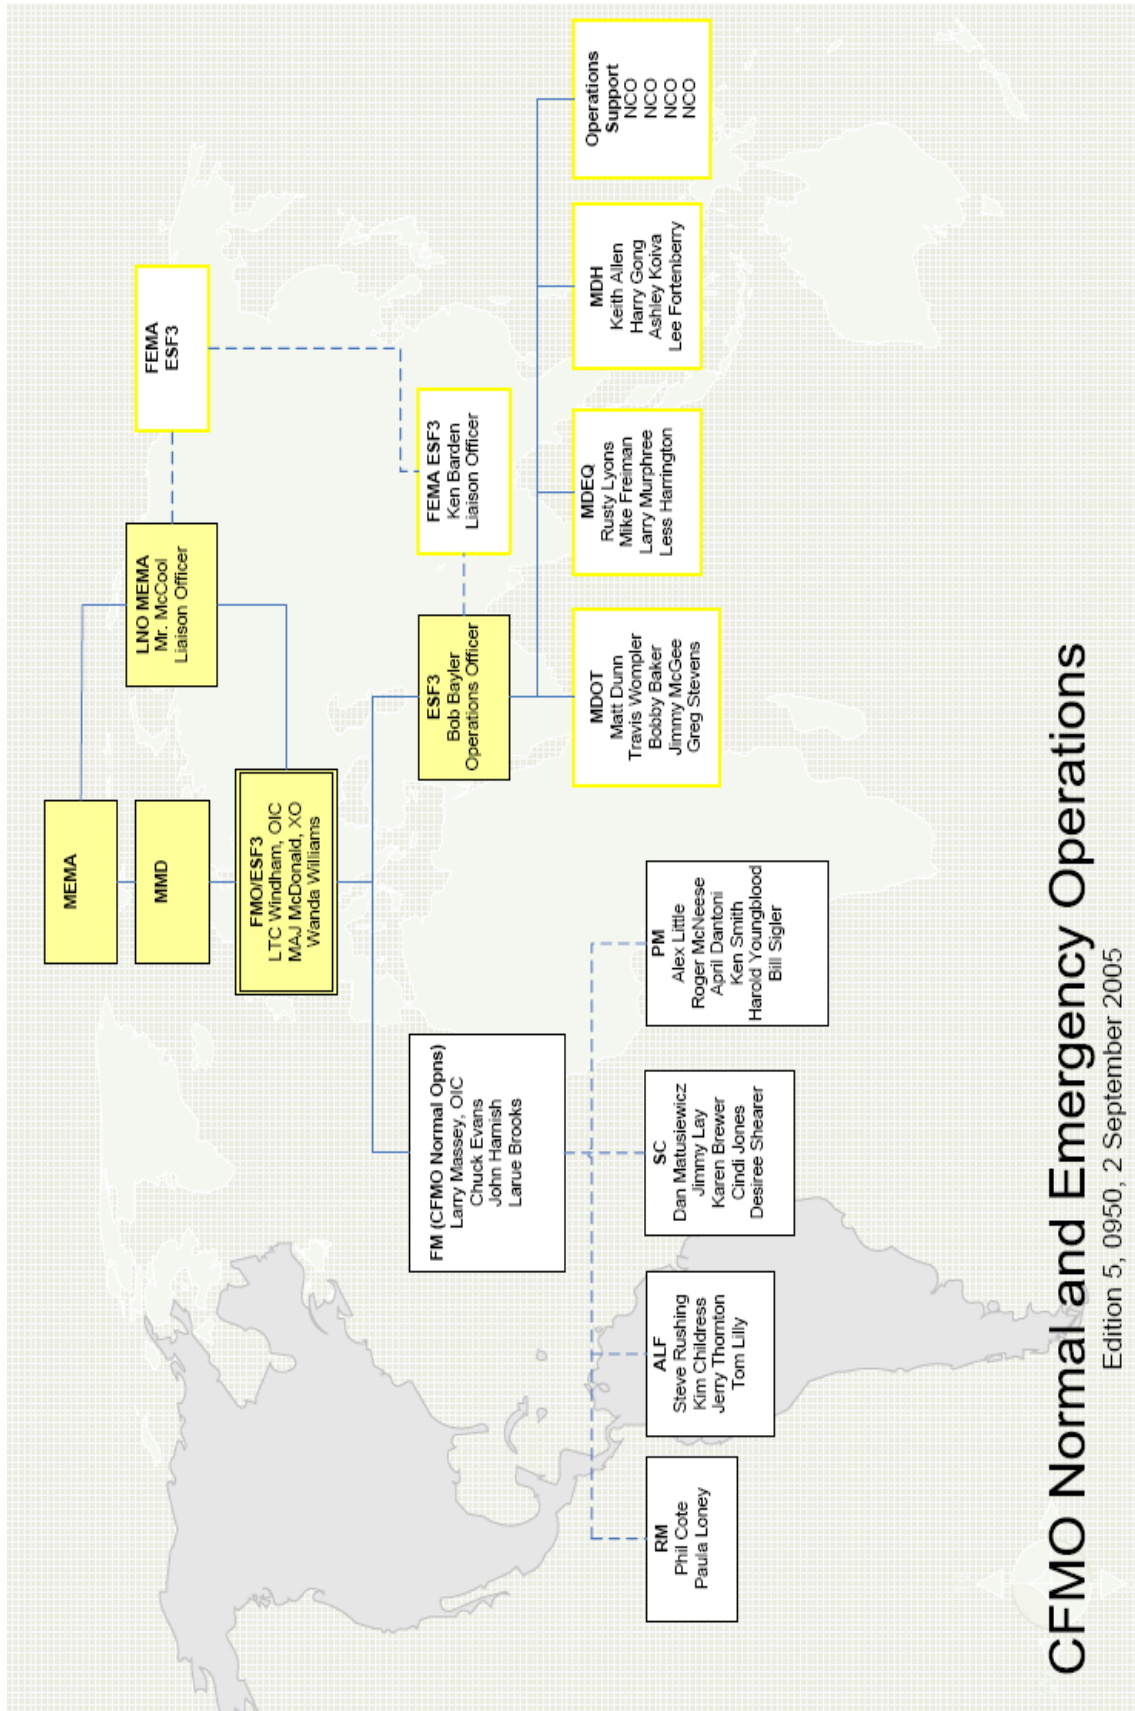 MEMA
MMD
LNO MEMA
Mr. McCool
Liaison Officer
FEMA
ESF3
FMO/ESF3
LTC Windham, OIC
MAJ McDonald, XO
Wanda Williams
FM (CFMO Normal Opns)
Larry Massey, OIC
Chuck Evans
John Harnish
Larue Brooks
ESF3
Bob Bayler
Operations Officer
FEMA ESF3
Ken Barden
Liaison Officer
RM
Phil Cote
Paula Loney
ALF
Steve Rushing
Kim Childress
Jerry Thornton
Tom Lilly
SC
Dan Matusiewicz
Jimmy Lay
Karen Brewer
Cindi Jones
Desiree Shearer
PM
Alex Little
Roger McNeese
April Dantoni
Ken Smith
Harold Youngblood
Bill Sigler
MDOT
Matt Dunn
Travis Wompler
Bobby Baker
Jimmy McGee
Greg Stevens
MDEQ
Rusty Lyons
Mike Freiman
Larry Murphree
Less Harrington
MDH
Keith Allen
Harry Gong
Ashley Koiva
Lee Fortenberry
Operations
Support
NCO
NCO
NCO
NCO
CFMO Normal and Emergency Operations
Edition 5, 0950, 2 September 2005